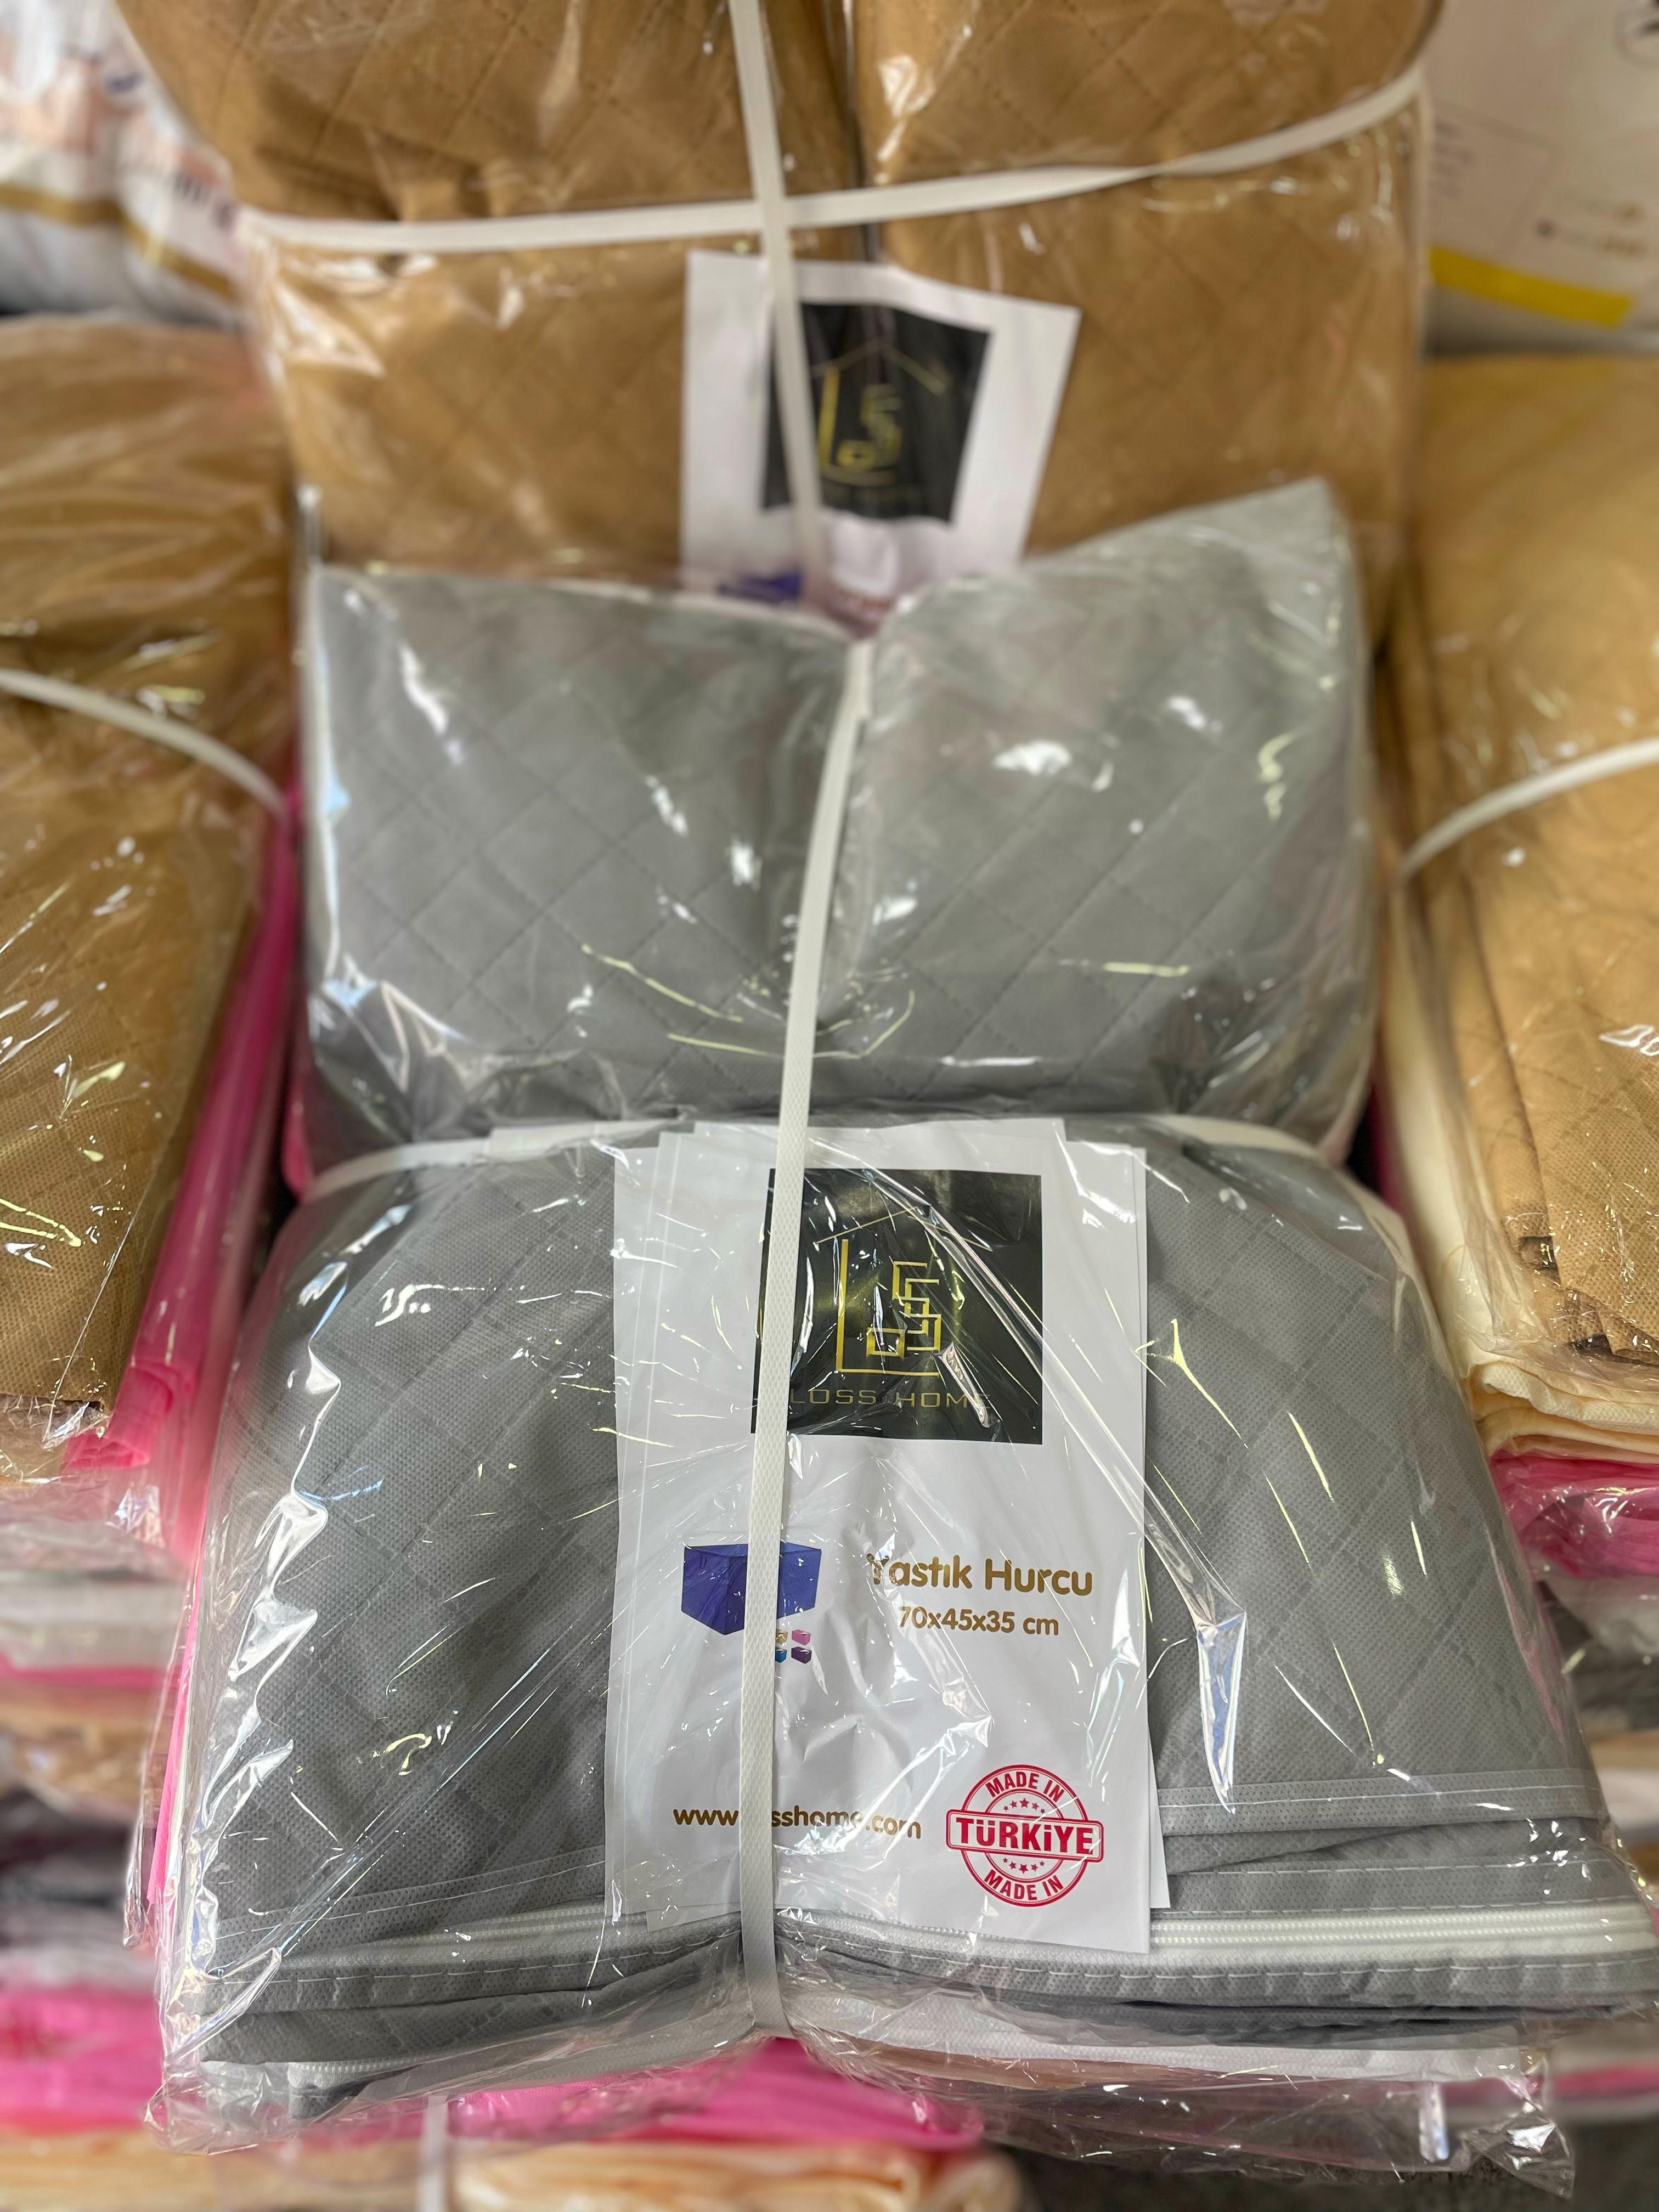 LOSS HOME
Yastık Hurcu
70x45x35 cm
MADE IN
TÜRKİYE
MADE IN